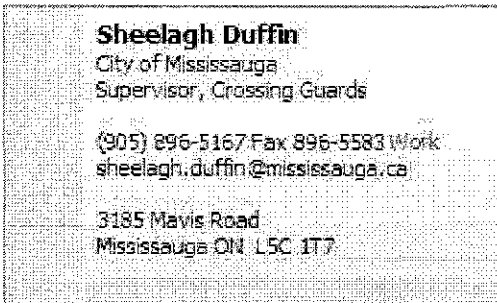 Sheelagh Duffin
City of Mississauga
Supervisor, Crossing Guards
(905) 896-5167 Fax 896-5583 Work
sheelagh.duffin@mississauga.ca
3185 Mavis Road
Mississauga ON L5C 1T7